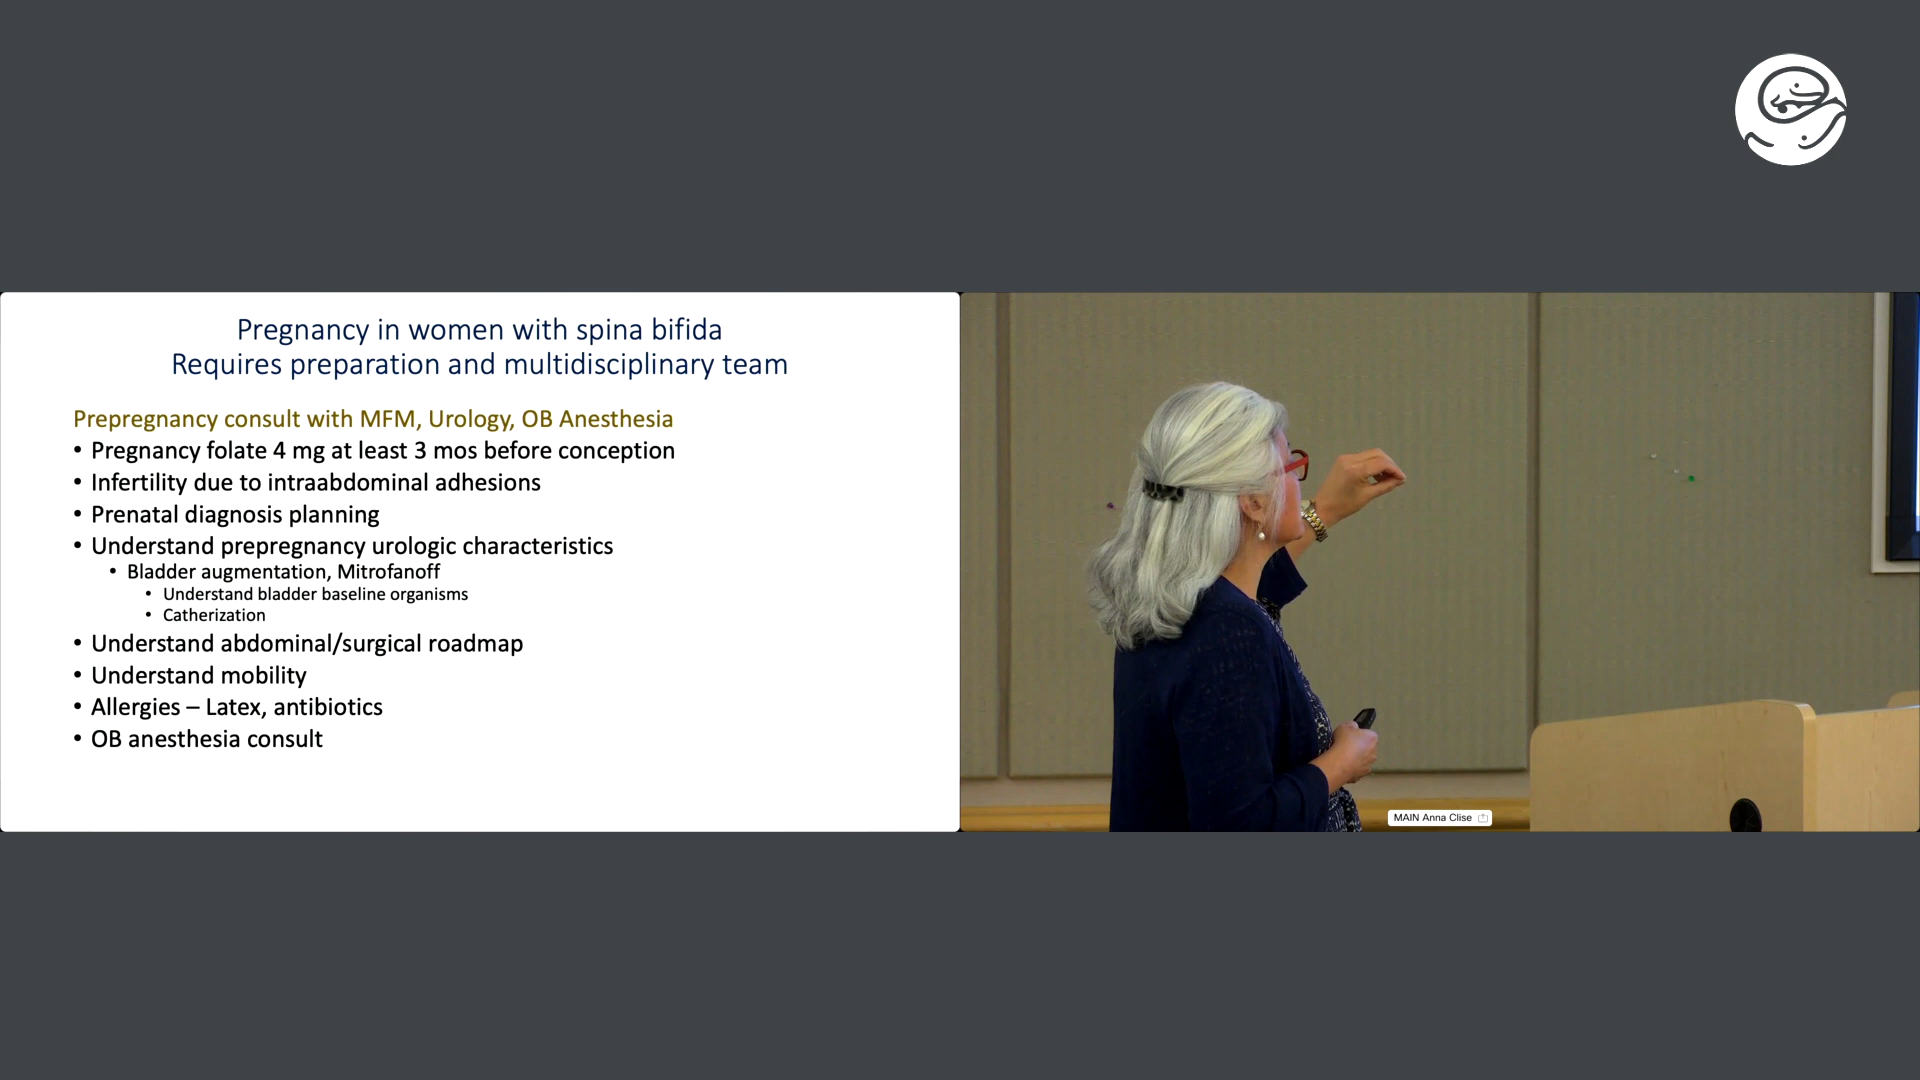 Pregnancy in women with spina bifida
Requires preparation and multidisciplinary team
Prepregnancy consult with MFM, Urology, OB Anesthesia
• Pregnancy folate 4 mg at least 3 mos before conception
• Infertility due to intraabdominal adhesions
• Prenatal diagnosis planning
• Understand prepregnancy urologic characteristics
• Bladder augmentation, Mitrofanoff
• Understand bladder baseline organisms
• Catherization
• Understand abdominal/surgical roadmap
• Understand mobility
• Allergies – Latex, antibiotics
• OB anesthesia consult
MAIN Anna Clise